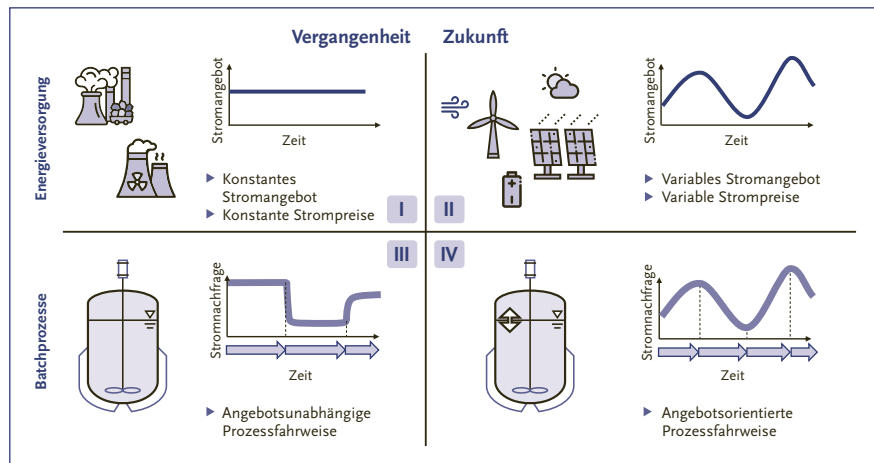 Vergangenheit
Zukunft
Energieversorgung
Stromangebot
Zeit
▶ Konstantes
Stromangebot
▶ Konstante Strompreise
I
II
Stromangebot
Zeit
▶ Variables Stromangebot
▶ Variable Strompreise
III
IV
Batchprozesse
Stromnachfrage
Zeit
▶ Angebotsunabhängige
Prozessfahrweise
Stromnachfrage
Zeit
▶ Angebotsorientierte
Prozessfahrweise